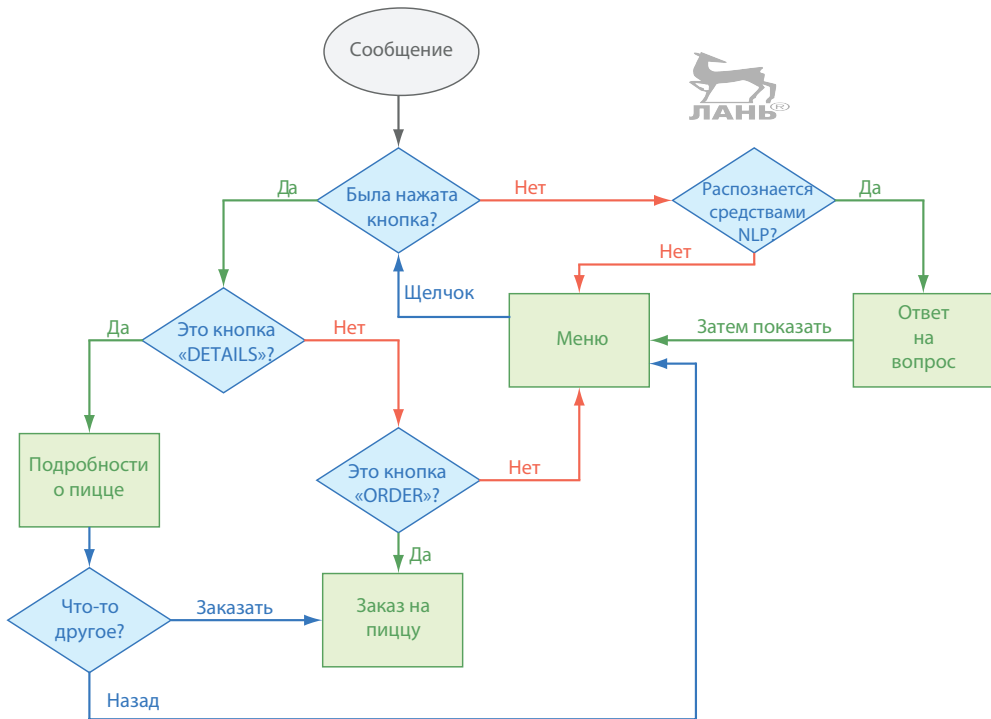 Сообщение
ЛАНЬ®
Да
Была нажата
кнопка?
Нет
Распознается
средствами
NLP?
Да
Нет
Щелчок
Да
Это кнопка
«DETAILS»?
Нет
Меню
Затем показать
Ответ
на
вопрос
Подробности
о пицце
Это кнопка
«ORDER»?
Нет
Да
Что-то
другое?
Заказать
Заказ на
пиццу
Назад